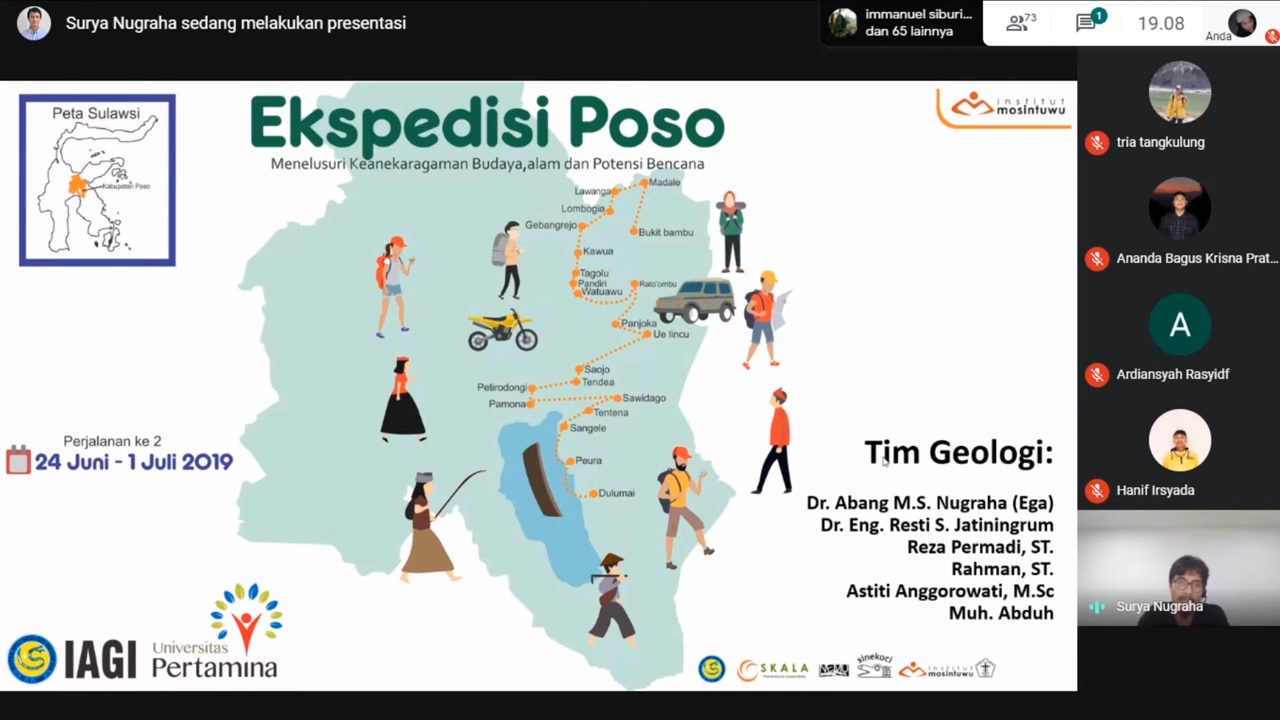 Surya Nugraha sedang melakukan presentasi
immanuel siburi...
dan 65 lainnya
73
1
19.08
Anda
Peta Sulawsi
Kabupatan Poso
Ekspedisi Poso
Menelusuri Keanekaragaman Budaya,alam dan Potensi Bencana
institut
mosintuwu
Madale
Lawanga
Lombogia
Gebangrejo
Bukit bambu
Kawua
Tagolu
Pandiri
Watuawu
Rato'ombu
Panjoka
Ue lincu
Saojo
Tendea
Petirodongi
Pamona
Sawidago
Tentena
Sangele
Peura
Dulumai
Perjalanan ke 2
24 Juni - 1 Juli 2019
Tim Geologi:
Dr. Abang M.S. Nugraha (Ega)
Dr. Eng. Resti S. Jatiningrum
Reza Permadi, ST.
Rahman, ST.
Astiti Anggorowati, M.Sc
Muh. Abduh
IAGI
Universitas
Pertamina
SKALA
sinekoci
institut
mosintuwu
tria tangkulung
Ananda Bagus Krisna Prat...
A
Ardiansyah Rasyidf
Hanif Irsyada
Surya Nugraha